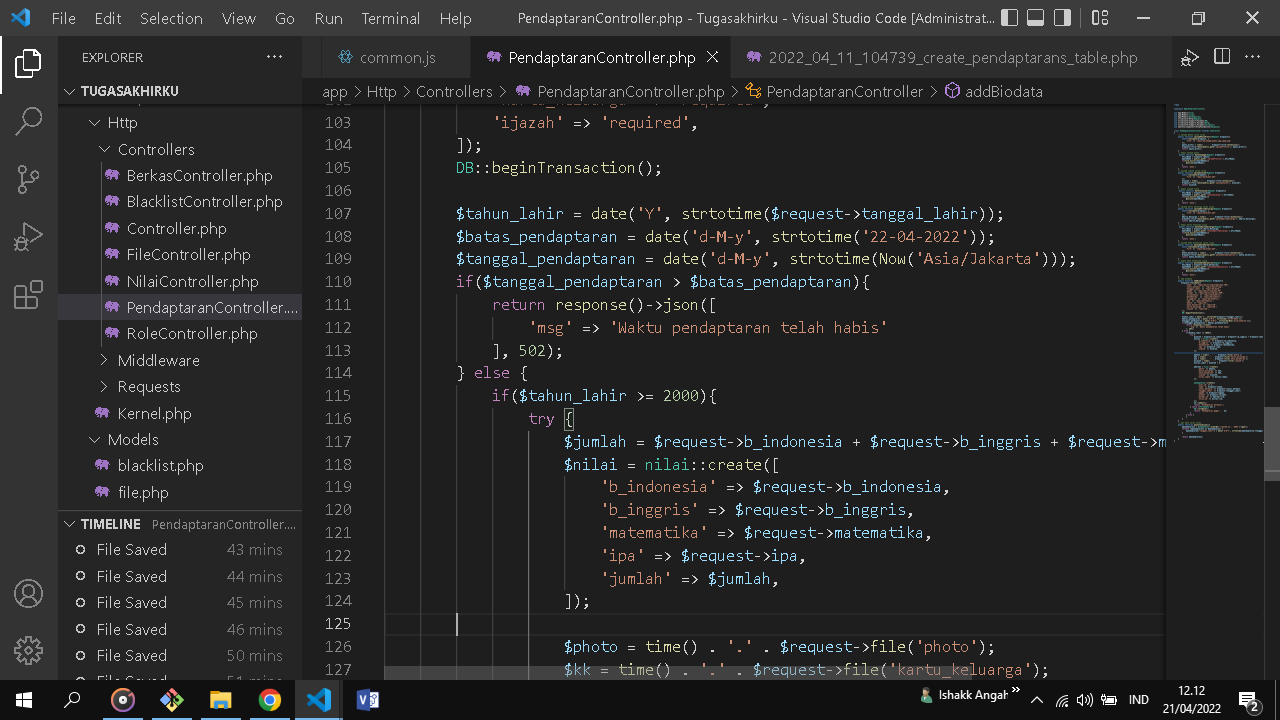 File Edit Selection View Go Run Terminal Help PendaptaranController.php - Tugasakhirku - Visual Studio Code [Administrat...
EXPLORER
common.js PendaptaranController.php 2022_04_11_104739_create_pendaptarans_table.php
TUGASAKHIRKU
app > Http > Controllers > PendaptaranController.php > PendaptaranController > addBiodata
Http
Controllers
BerkasController.php
BlacklistController.php
Controller.php
FileController.php
NilaiController.php
PendaptaranController....
RoleController.php
Middleware
Requests
Kernel.php
Models
blacklist.php
file.php
TIMELINE PendaptaranController....
File Saved 43 mins
File Saved 44 mins
File Saved 45 mins
File Saved 46 mins
File Saved 50 mins
File Saved 51 mins
103 'ijazah' => 'required',
104 ]);
105 DB::beginTransaction();
106
107 $tahun_lahir = date('Y', strtotime($request->tanggal_lahir));
108 $batas_pendaptaran = date('d-M-y', strtotime('22-04-2022'));
109 $tanggal_pendaptaran = date('d-M-y', strtotime(Now('Asia/Jakarta')));
110 if($tanggal_pendaptaran >= $batas_pendaptaran){
111 return response()->json([
112 'msg' => 'Waktu pendaptaran sulah habis'
113 ], 200);
114 } else {
115 if($tahun_lahir >= 2002){
116 try {
117 $jumlah = $request->b_indonesia + $request->b_inggris + $request->m
118 $nilai = nilai::create([
119 'b_indonesia' => $request->b_indonesia,
120 'b_inggris' => $request->b_inggris,
121 'matematika' => $request->matematika,
122 'ipa' => $request->ipa,
123 'jumlah' => $jumlah,
124 ]);
125
126 $photo = time() . '.' . $request->file('photo');
127 $kk = time() . '.' . $request->file('kartu_keluarga');
Ishakk Angah
IND
12.12
21/04/2022
2